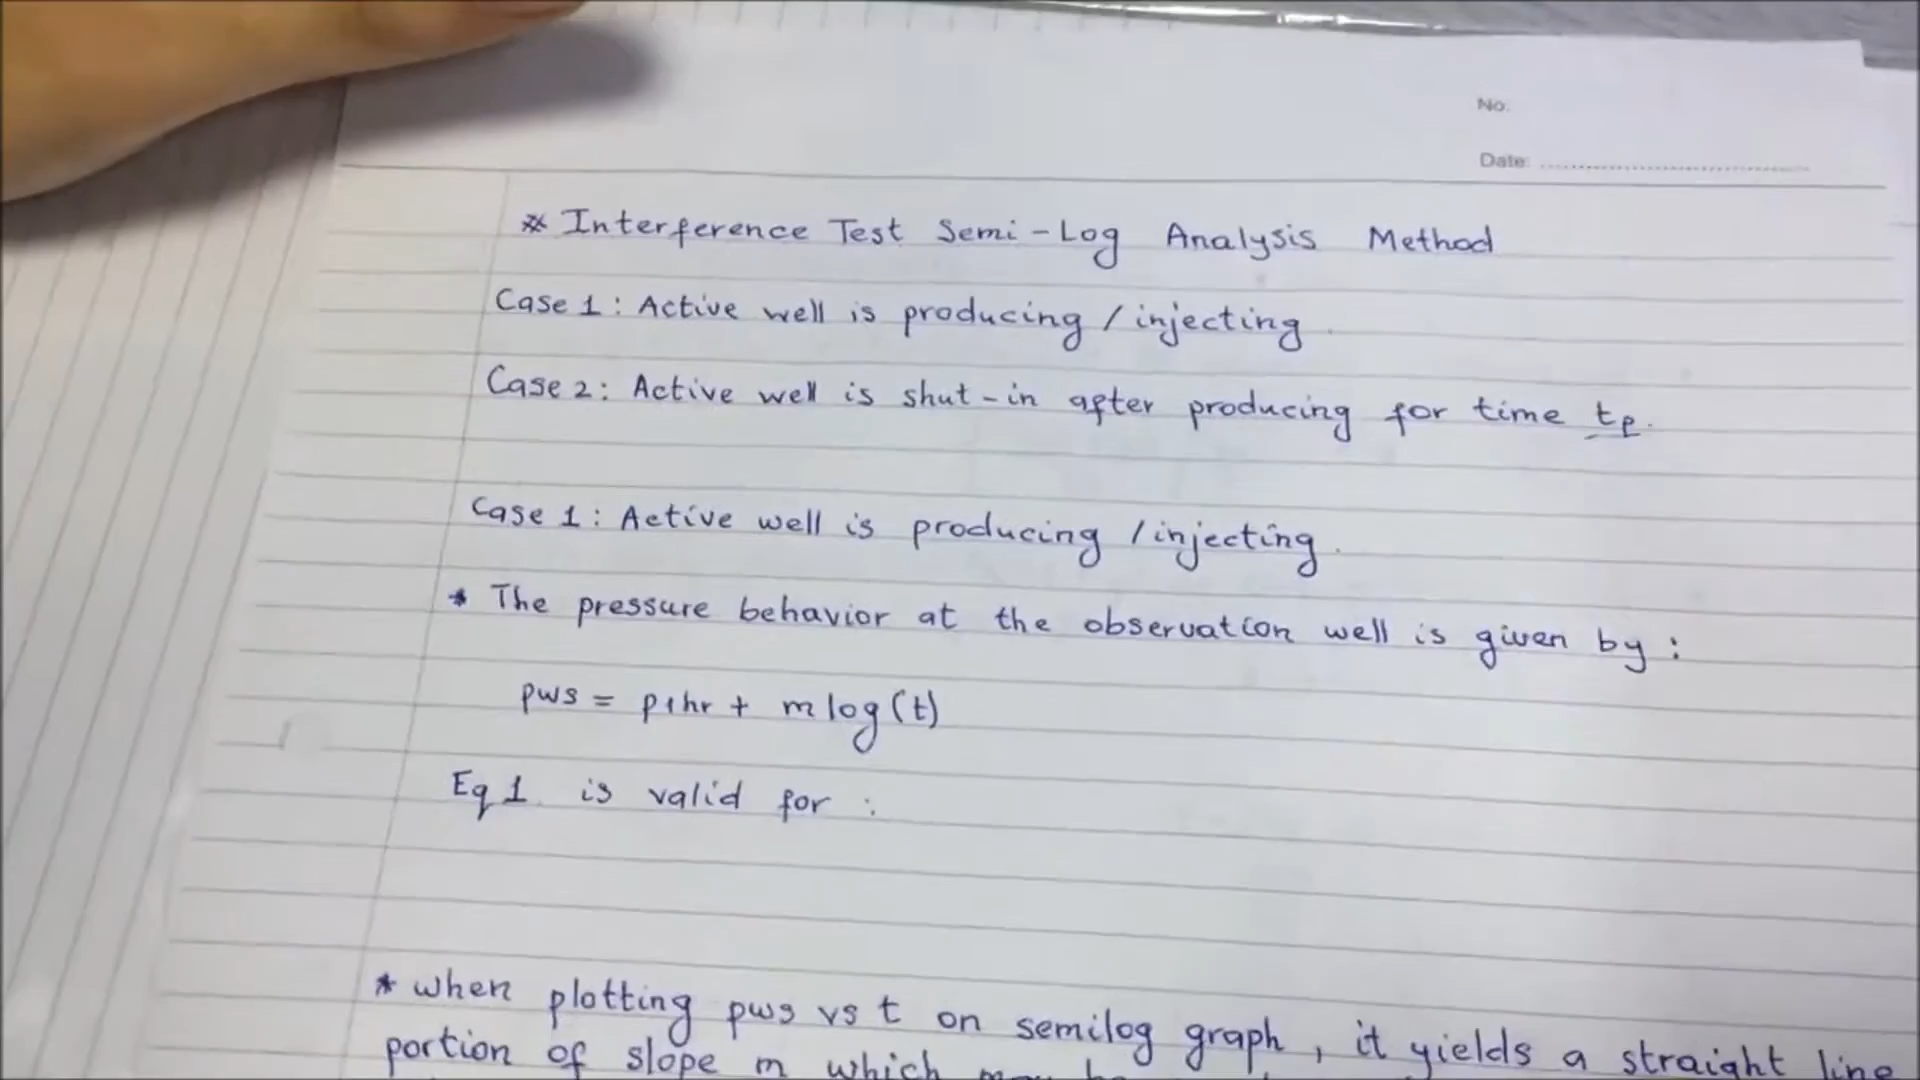 No:
Date:
* Interference Test Semi-Log Analysis Method
Case 1: Active well is producing / injecting.
Case 2: Active well is shut-in after producing for time tp.
Case 1: Active well is producing / injecting.
* The pressure behavior at the observation well is given by:
pws = p1hr + m log(t)
Eq 1 is valid for :
* when plotting pws vs t on semilog graph, it yields a straight line
portion of slope m which may be